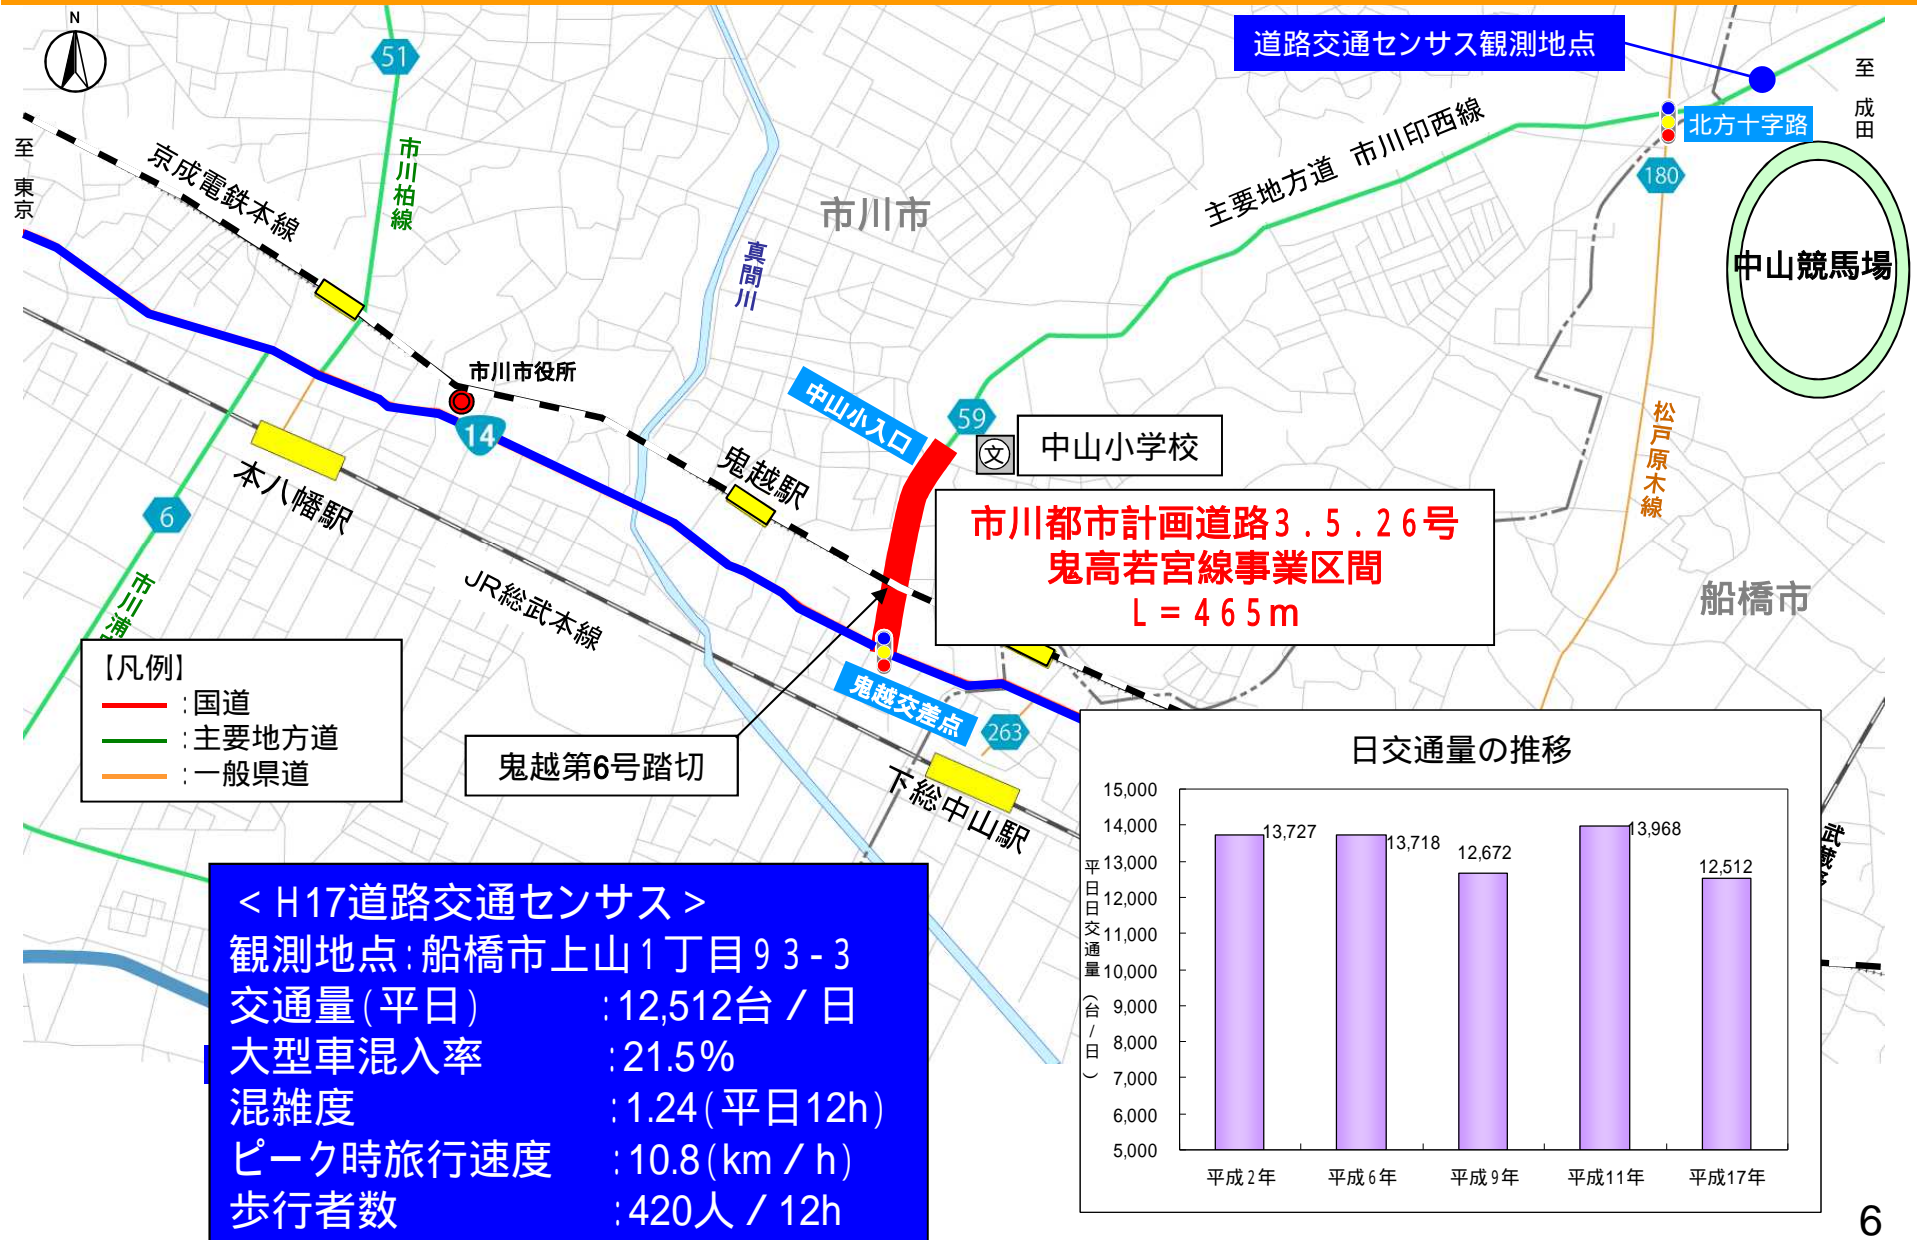 N
51
道路交通センサス観測地点
至 成田
北方十字路
180
主要地方道 市川印西線
至 東京
京成電鉄本線
市川柏線
市川市
真間川
中山競馬場
市川市役所
14
中山小入口
59
文
中山小学校
松戸原木線
鬼越駅
本八幡駅
6
市川都市計画道路3.5.26号
鬼高若宮線事業区間
L=465m
船橋市
JR総武本線
市川浦
【凡例】
:国道
:主要地方道
:一般県道
鬼越交差点
263
鬼越第6号踏切
下総中山駅
武蔵
日交通量の推移
平日日交通量(台/日)
15,000
14,000
13,000
12,000
11,000
10,000
9,000
8,000
7,000
6,000
5,000
13,727
13,718
12,672
13,968
12,512
平成2年
平成6年
平成9年
平成11年
平成17年
<H17道路交通センサス>
観測地点:船橋市上山1丁目93-3
交通量(平日) :12,512台/日
大型車混入率 :21.5%
混雑度 :1.24(平日12h)
ピーク時旅行速度 :10.8(km/h)
歩行者数 :420人/12h
6